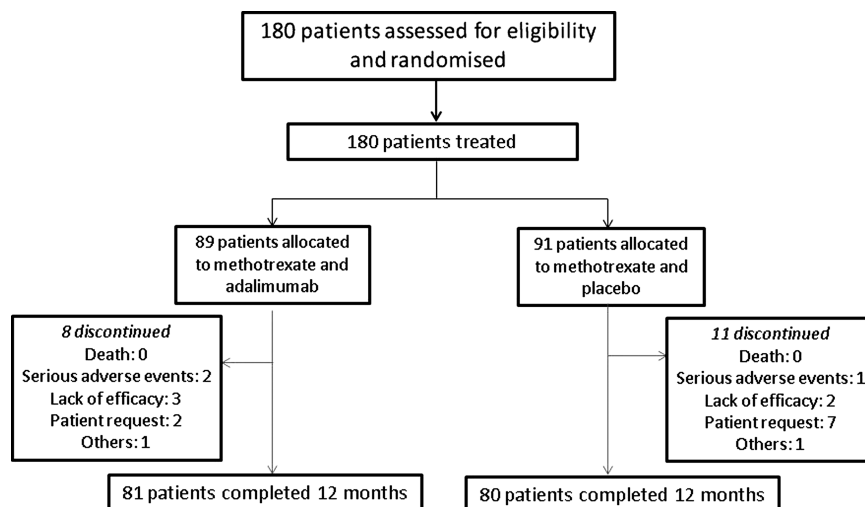 180 patients assessed for eligibility
and randomised
180 patients treated
89 patients allocated
to methotrexate and
adalimumab
91 patients allocated
to methotrexate and
placebo
8 discontinued
Death: 0
Serious adverse events: 2
Lack of efficacy: 3
Patient request: 2
Others: 1
11 discontinued
Death: 0
Serious adverse events: 1
Lack of efficacy: 2
Patient request: 7
Others: 1
81 patients completed 12 months
80 patients completed 12 months